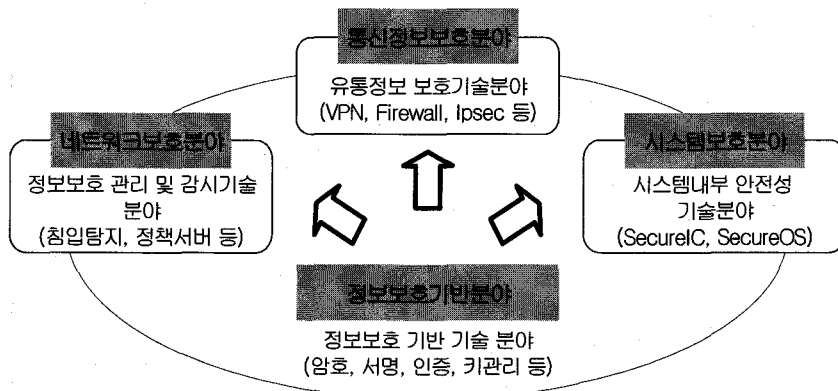 통신정보보호분야
유통정보 보호기술분야
(VPN, Firewall, Ipsec 등)
네트워크보호분야
정보보호 관리 및 감시기술
분야
(침입탐지, 정책서버 등)
시스템보호분야
시스템내부 안전성
기술분야
(SecureIC, SecureOS)
정보보호기반분야
정보보호 기반 기술 분야
(암호, 서명, 인증, 키관리 등)